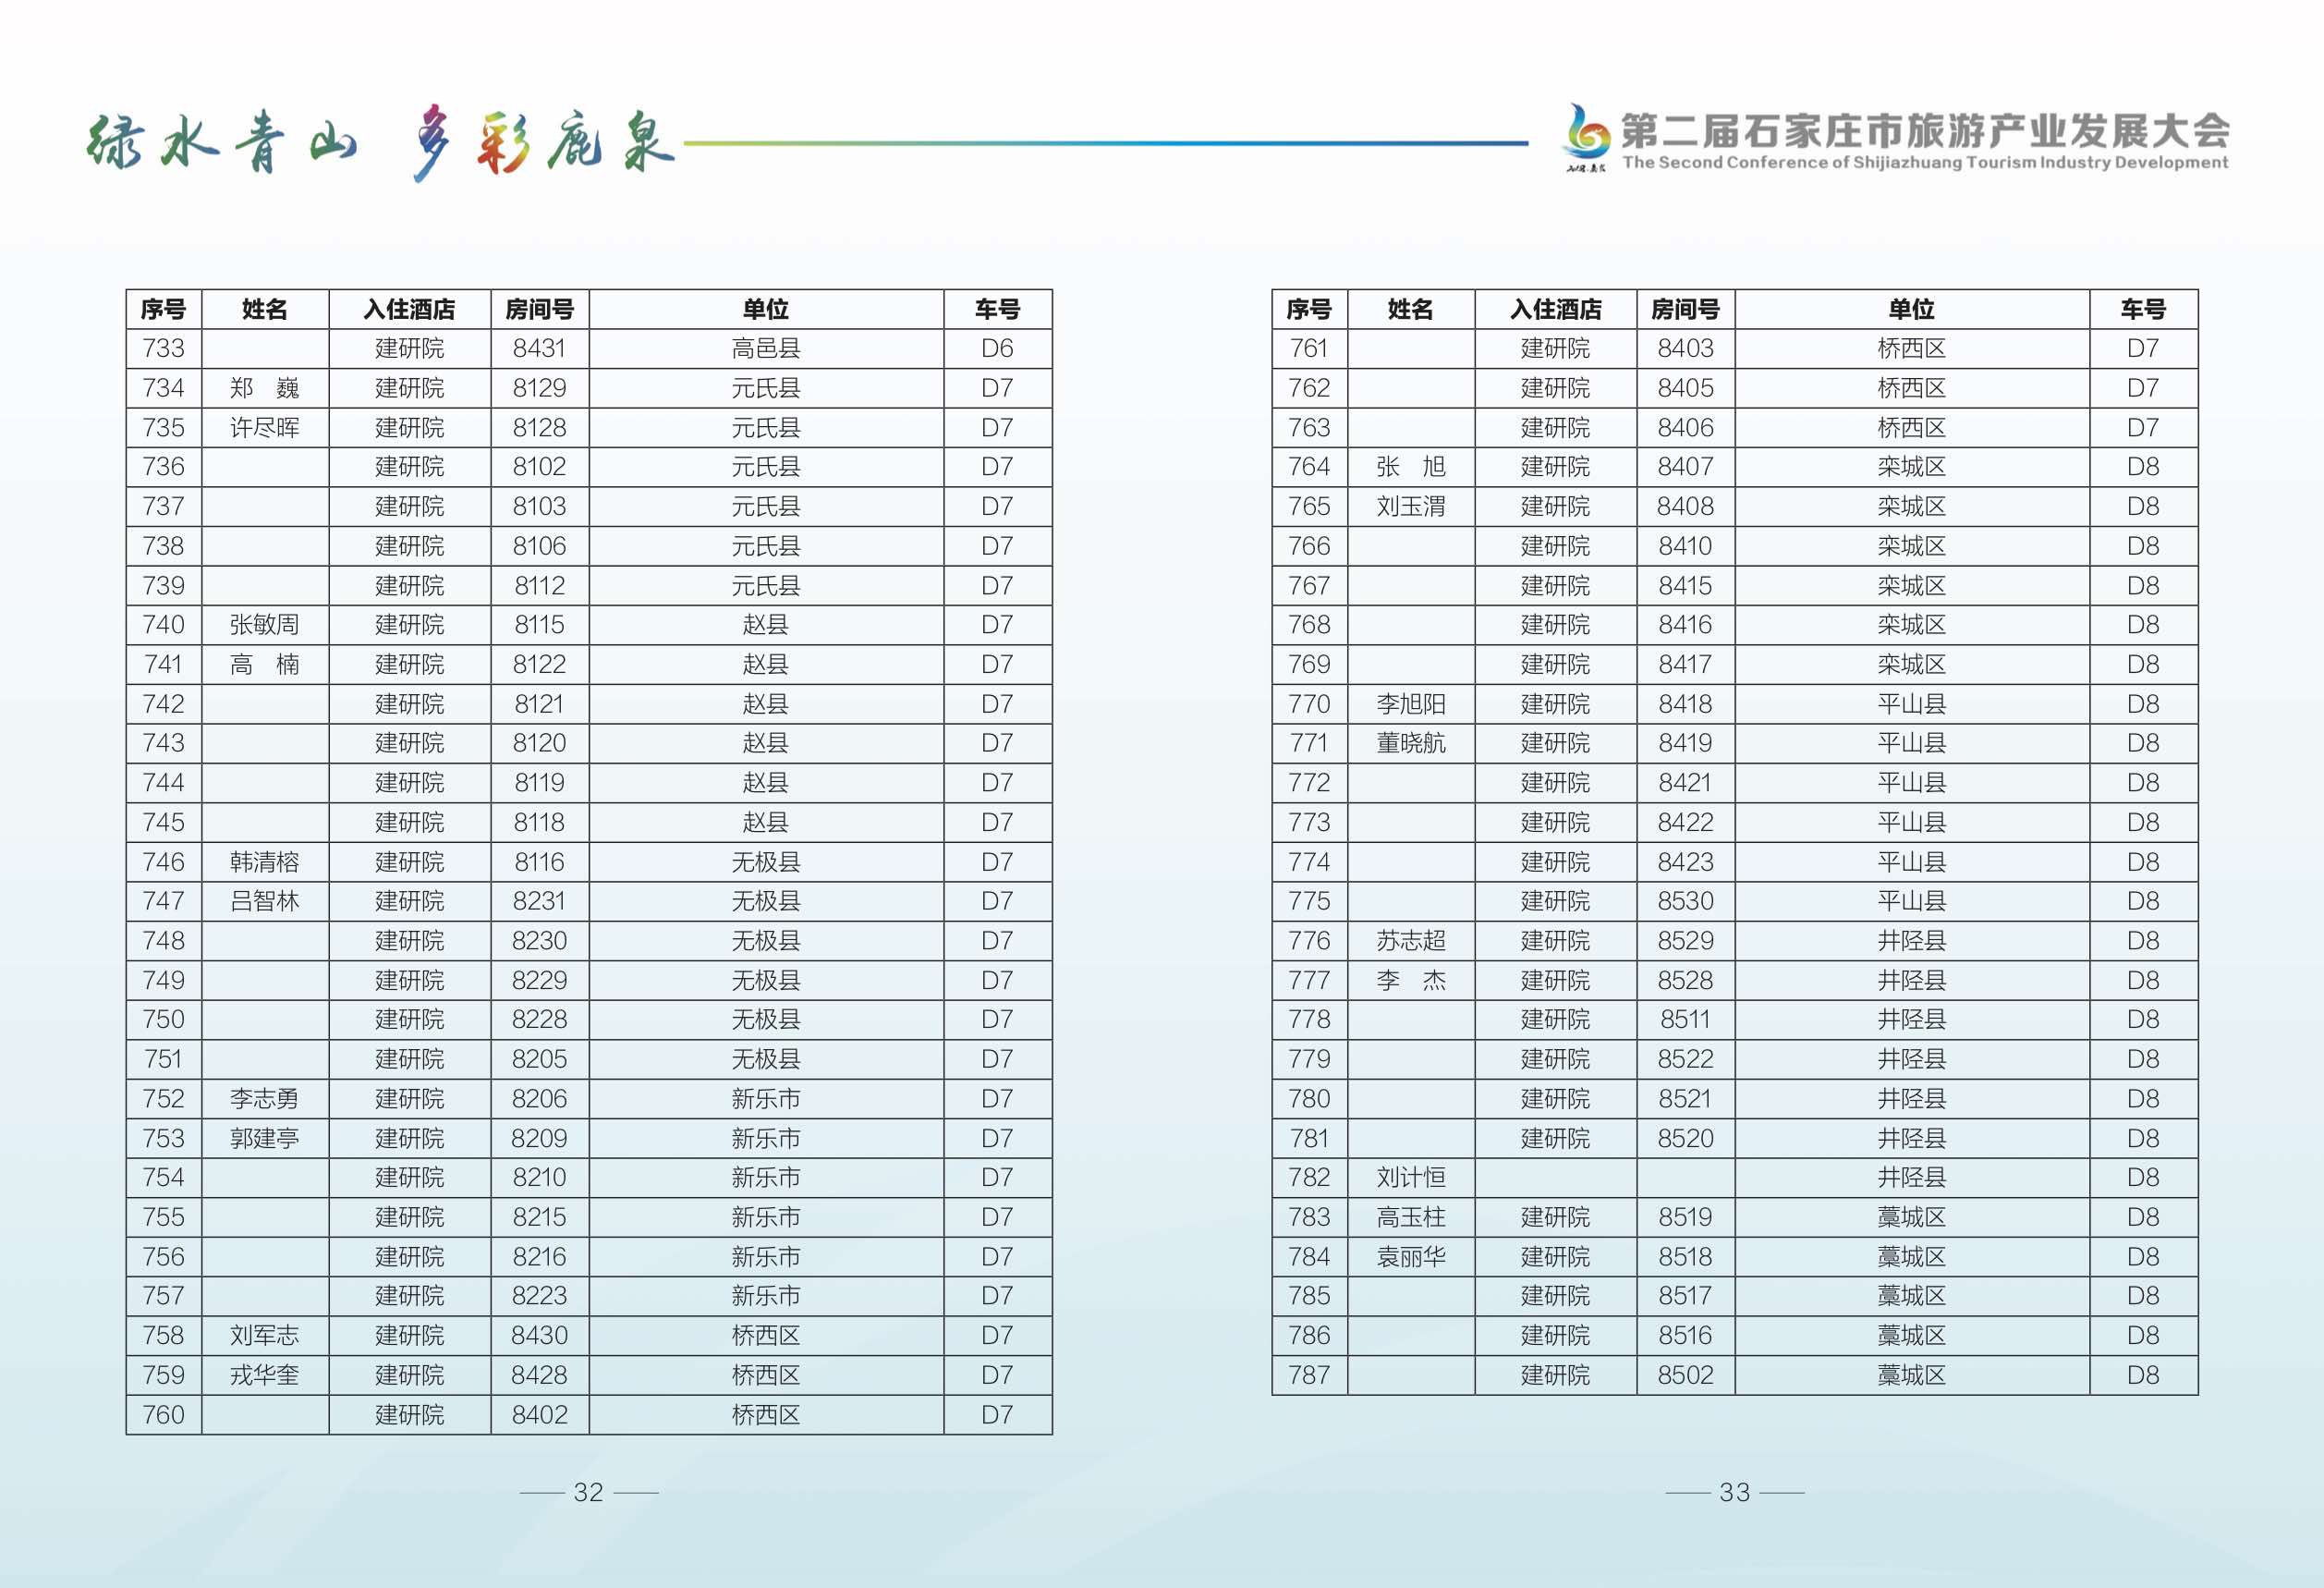 绿水青山 多彩鹿泉
第二届石家庄市旅游产业发展大会
The Second Conference of Shijiazhuang Tourism Industry Development
序号 姓名 入住酒店 房间号 单位 车号
733 建研院 8431 高邑县 D6
734 郑 巍 建研院 8129 元氏县 D7
735 许尽晖 建研院 8128 元氏县 D7
736 建研院 8102 元氏县 D7
737 建研院 8103 元氏县 D7
738 建研院 8106 元氏县 D7
739 建研院 8112 元氏县 D7
740 张敏周 建研院 8115 赵县 D7
741 高 楠 建研院 8122 赵县 D7
742 建研院 8121 赵县 D7
743 建研院 8120 赵县 D7
744 建研院 8119 赵县 D7
745 建研院 8118 赵县 D7
746 韩清榕 建研院 8116 无极县 D7
747 吕智林 建研院 8231 无极县 D7
748 建研院 8230 无极县 D7
749 建研院 8229 无极县 D7
750 建研院 8228 无极县 D7
751 建研院 8205 无极县 D7
752 李志勇 建研院 8206 新乐市 D7
753 郭建亭 建研院 8209 新乐市 D7
754 建研院 8210 新乐市 D7
755 建研院 8215 新乐市 D7
756 建研院 8216 新乐市 D7
757 建研院 8223 新乐市 D7
758 刘军志 建研院 8430 桥西区 D7
759 戎华奎 建研院 8428 桥西区 D7
760 建研院 8402 桥西区 D7
32
序号 姓名 入住酒店 房间号 单位 车号
761 建研院 8403 桥西区 D7
762 建研院 8405 桥西区 D7
763 建研院 8406 桥西区 D7
764 张 旭 建研院 8407 栾城区 D8
765 刘玉渭 建研院 8408 栾城区 D8
766 建研院 8410 栾城区 D8
767 建研院 8415 栾城区 D8
768 建研院 8416 栾城区 D8
769 建研院 8417 栾城区 D8
770 李旭阳 建研院 8418 平山县 D8
771 董晓航 建研院 8419 平山县 D8
772 建研院 8421 平山县 D8
773 建研院 8422 平山县 D8
774 建研院 8423 平山县 D8
775 建研院 8530 平山县 D8
776 苏志超 建研院 8529 井陉县 D8
777 李 杰 建研院 8528 井陉县 D8
778 建研院 8511 井陉县 D8
779 建研院 8522 井陉县 D8
780 建研院 8521 井陉县 D8
781 建研院 8520 井陉县 D8
782 刘计恒 井陉县 D8
783 高玉柱 建研院 8519 藁城区 D8
784 袁丽华 建研院 8518 藁城区 D8
785 建研院 8517 藁城区 D8
786 建研院 8516 藁城区 D8
787 建研院 8502 藁城区 D8
33